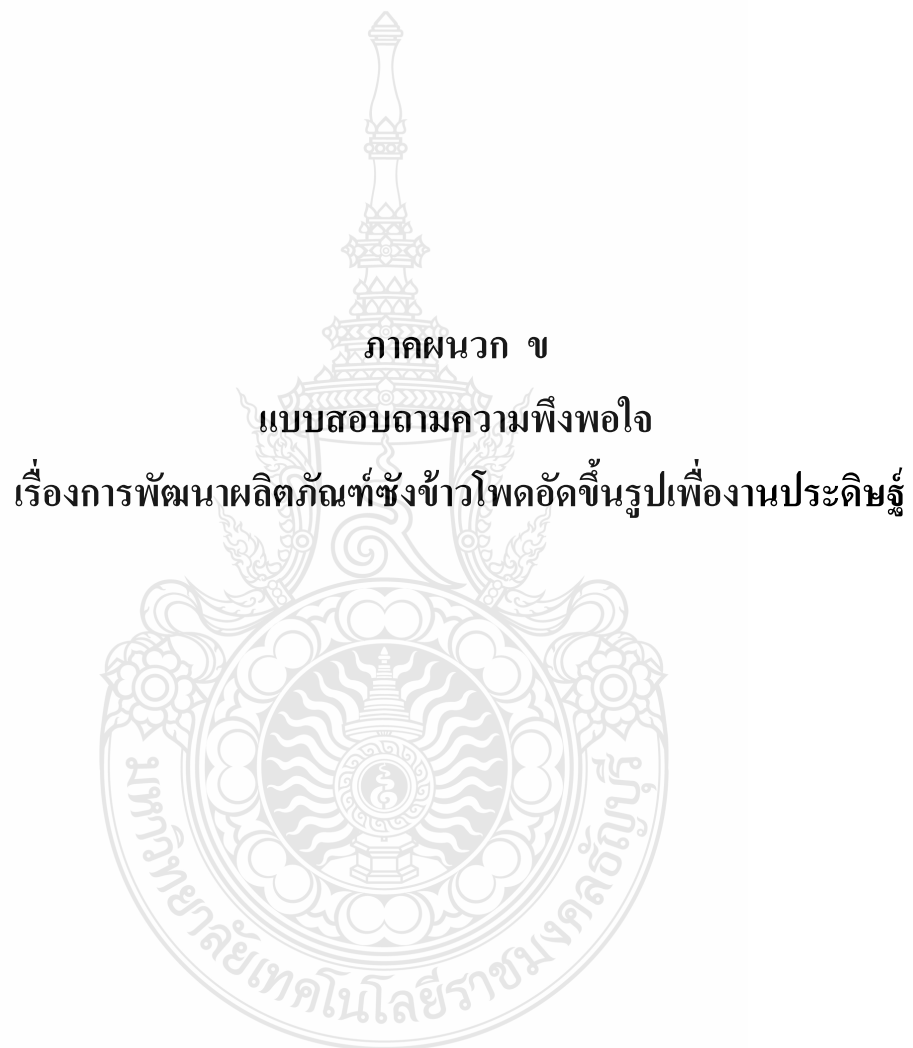 ภาคผนวก ข
แบบสอบถามความพึงพอใจ
เรื่องการพัฒนาผลิตภัณฑ์ซังข้าวโพดอัดขึ้นรูปเพื่องานประดิษฐ์
มหาวิทยาลัยเทคโนโลยีราชมงคลธัญบุรี